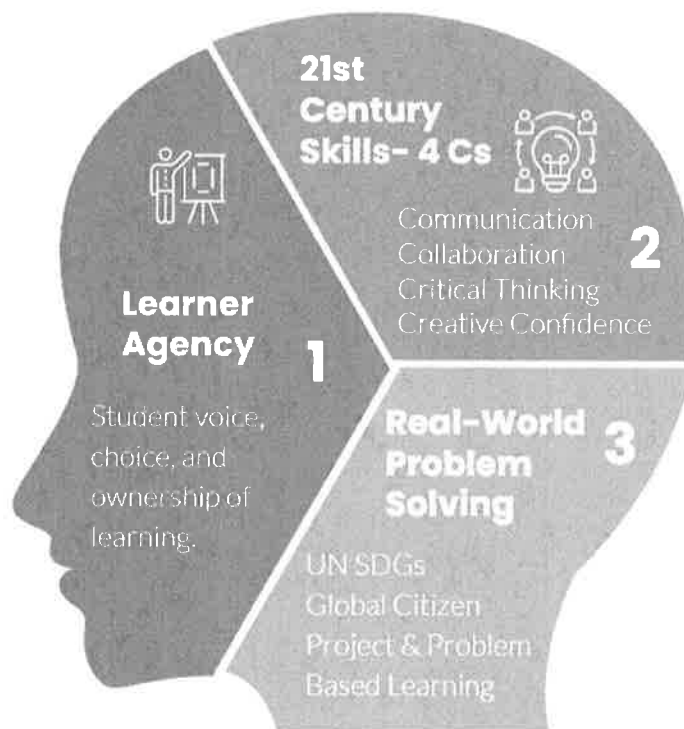 Learner
Agency
1
Student voice,
choice, and
ownership of
learning.
21st
Century
Skills- 4 Cs
Communication
Collaboration
Critical Thinking
Creative Confidence
2
Real-World
Problem
Solving
3
UN SDGs
Global Citizen
Project & Problem
Based Learning